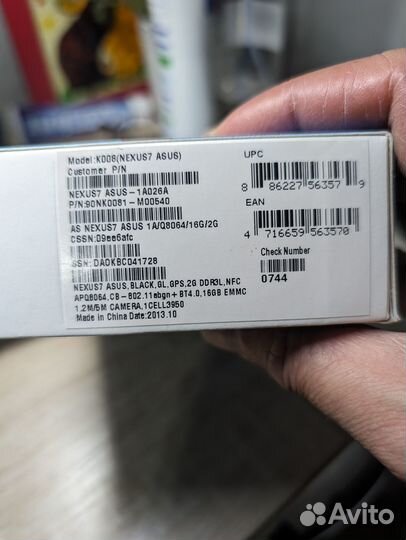 Model:K008(NEXUS7 ASUS)
Customer P/N
NEXUS7 ASUS-1A026A
P/N:90NK0081-M00540
AS NEXUS7 ASUS 1A/Q8064/16G/2G
CSSN:09ee6afc
SSN:DAOKBC041728
NEXUS7 ASUS,BLACK,GL,GPS,2G DDR3L,NFC
APQ8064,CB-802.11abgn+BT4.0,16GB EMMC
1.2M/5M CAMERA,1CELL3950
Made in China Date:2013.10
UPC
8 86227 56357 9
EAN
4 716659 563570
Check Number
0744
Avito